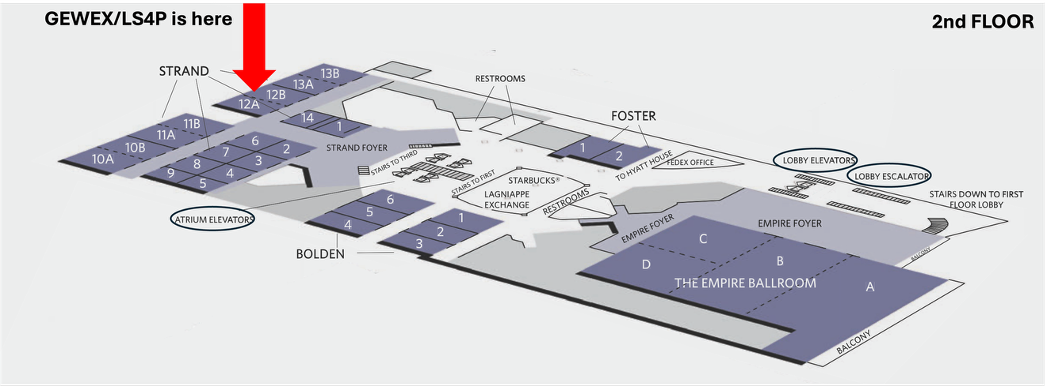 GEWEX/LS4P is here
2nd FLOOR
STRAND
13B
13A
12B
12A
RESTROOMS
14
1
11B
11A
10B
10A
6
7
2
8
3
9
4
5
STRAND FOYER
STAIRS TO THIRD
FOSTER
1
2
TO HYATT HOUSE
FEDEX OFFICE
LOBBY ELEVATORS
LOBBY ESCALATOR
STAIRS DOWN TO FIRST
FLOOR LOBBY
STAIRS TO FIRST
STARBUCKS®
LAGNIAPPE
EXCHANGE
RESTROOMS
ATRIUM ELEVATORS
6
5
4
1
2
3
BOLDEN
EMPIRE FOYER
EMPIRE FOYER
C
D
B
A
THE EMPIRE BALLROOM
BALCONY
BALCONY